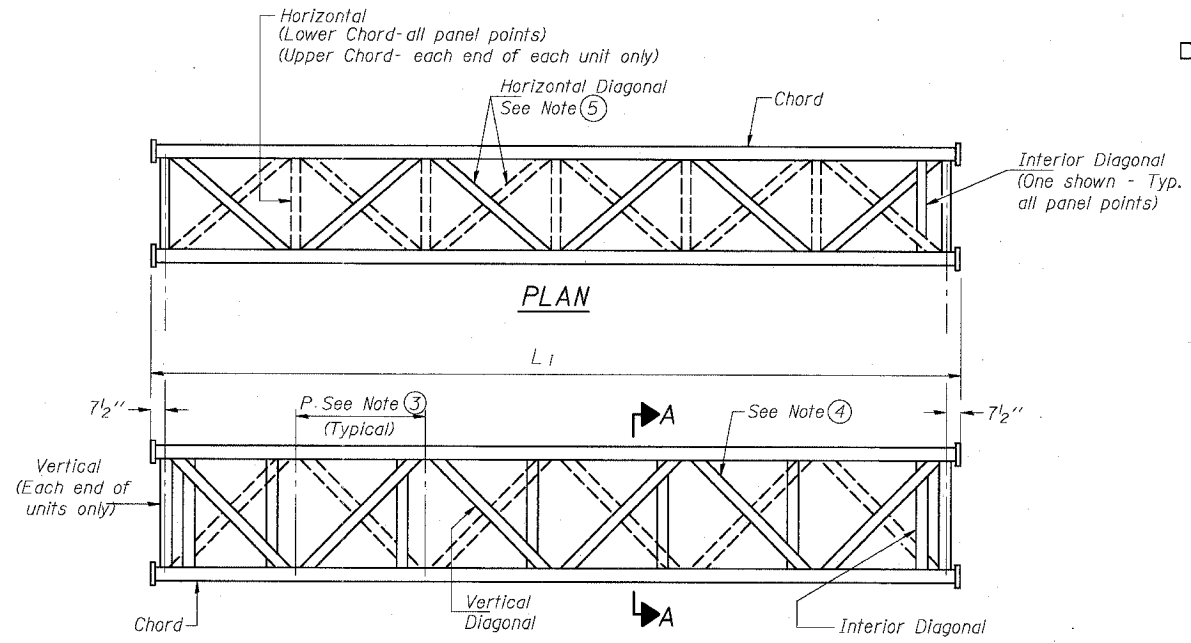 Horizontal
(Lower Chord-all panel points)
(Upper Chord- each end of each unit only)
Horizontal Diagonal
See Note 5
Chord
Interior Diagonal
(One shown - Typ.
all panel points)
PLAN
L1
7½"
P. See Note 3
(Typical)
A
See Note 4
7½"
Vertical
(Each end of
units only)
Chord
Vertical
Diagonal
A
Interior Diagonal